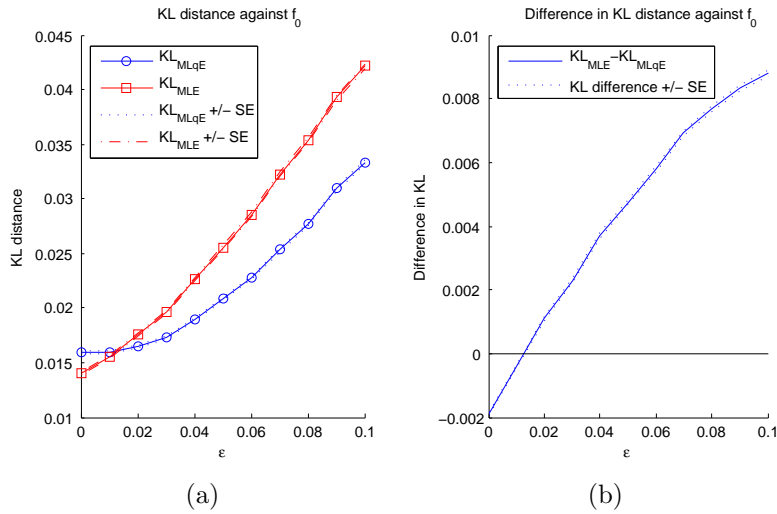 KL distance against f0
0.045
0.04
0.035
0.03
0.025
0.02
0.015
0.01
KL distance
KLMLqE
KLMLE
KLMLqE +/− SE
KLMLE +/− SE
0 0.02 0.04 0.06 0.08 0.1
ε
(a)
Difference in KL distance against f0
0.01
0.008
0.006
0.004
0.002
0
−0.002
Difference in KL
KLMLE−KLMLqE
KL difference +/− SE
0 0.02 0.04 0.06 0.08 0.1
ε
(b)